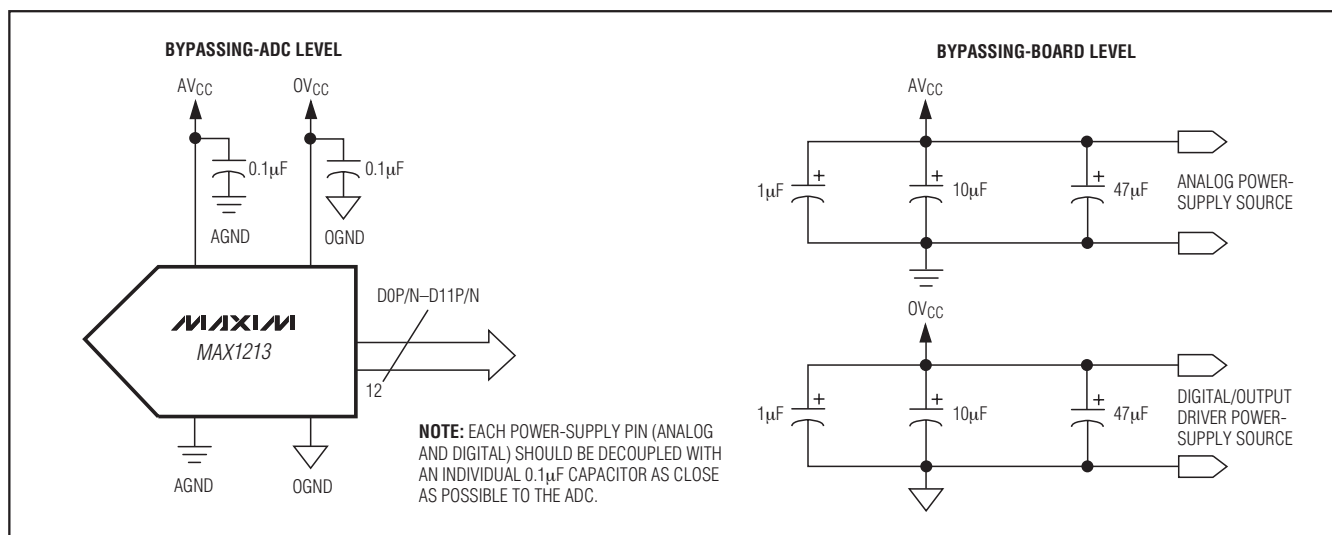 BYPASSING-ADC LEVEL
AVCC
OVCC
0.1µF
0.1µF
AGND
OGND
D0P/N–D11P/N
MAXIM
MAX1213
12
AGND
OGND
NOTE: EACH POWER-SUPPLY PIN (ANALOG
AND DIGITAL) SHOULD BE DECOUPLED WITH
AN INDIVIDUAL 0.1µF CAPACITOR AS CLOSE
AS POSSIBLE TO THE ADC.
BYPASSING-BOARD LEVEL
AVCC
+
+
+
1µF
10µF
47µF
ANALOG POWER-
SUPPLY SOURCE
OVCC
+
+
+
1µF
10µF
47µF
DIGITAL/OUTPUT
DRIVER POWER-
SUPPLY SOURCE